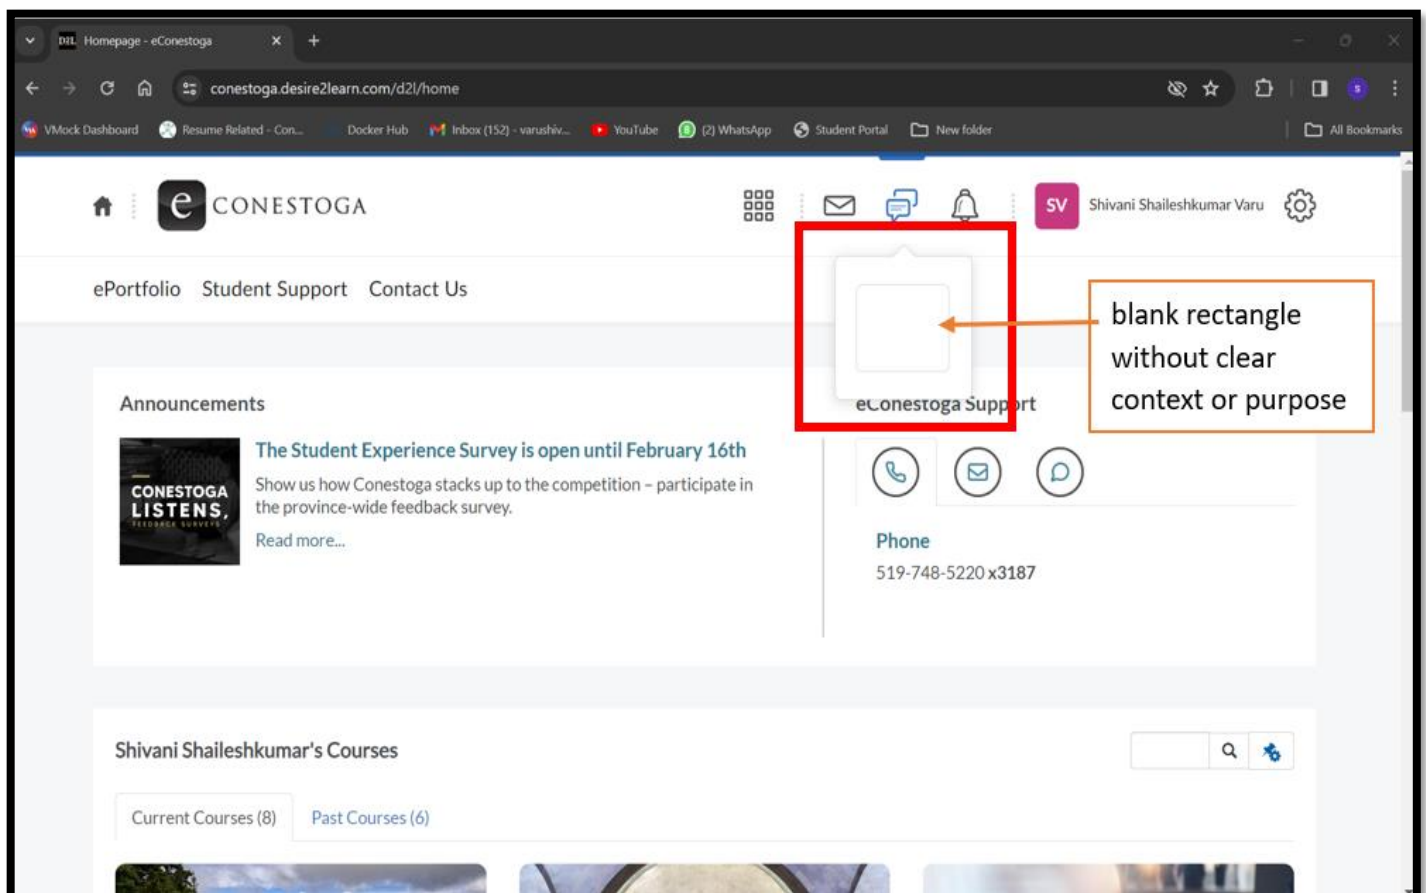 D2L Homepage - eConestoga
conestoga.desire2learn.com/d2l/home
S
VMock Dashboard Resume Related - Con... Docker Hub Inbox (152) - varushiv... YouTube (2) WhatsApp Student Portal New folder All Bookmarks
e CONESTOGA
SV Shivani Shaileshkumar Varu
ePortfolio Student Support Contact Us
blank rectangle
without clear
context or purpose
Announcements
The Student Experience Survey is open until February 16th
Show us how Conestoga stacks up to the competition – participate in
the province-wide feedback survey.
Read more...
CONESTOGA
LISTENS,
FEEDBACK SURVEYS
eConestoga Support
Phone
519-748-5220 x3187
Shivani Shaileshkumar's Courses
Current Courses (8) Past Courses (6)